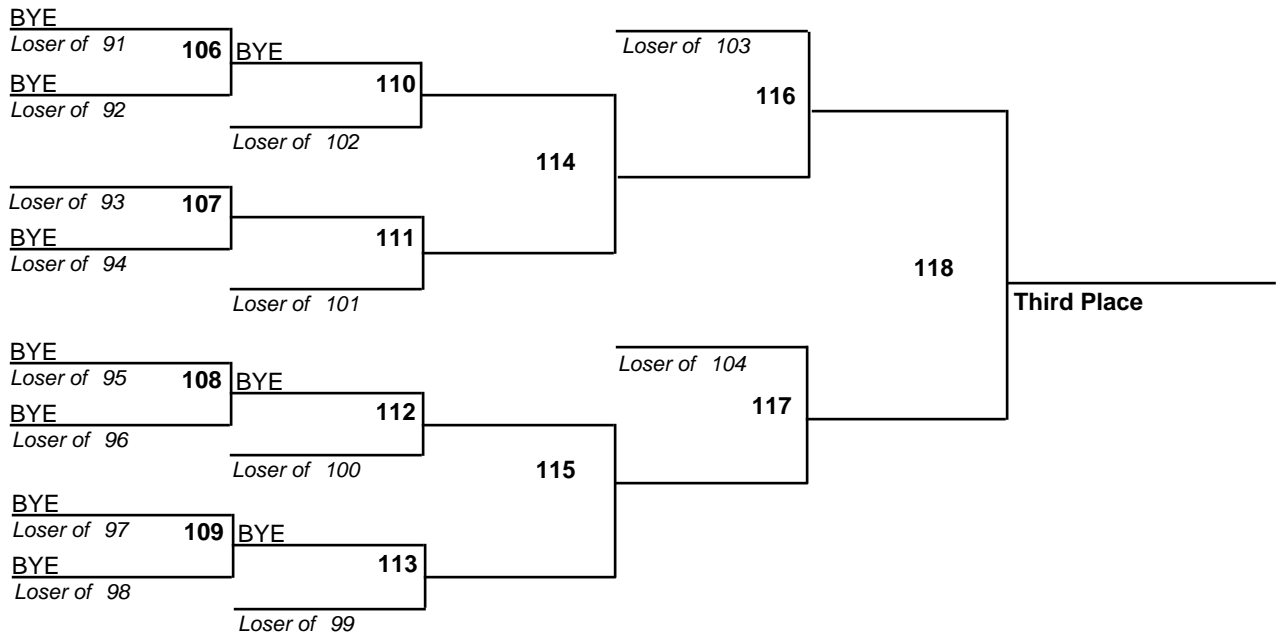 BYE
Loser of 91
106
BYE
Loser of 103
BYE
Loser of 92
110
116
Loser of 102
114
Loser of 93
107
BYE
Loser of 94
111
118
Loser of 101
Third Place
BYE
Loser of 95
108
BYE
Loser of 104
BYE
Loser of 96
112
117
Loser of 100
115
BYE
Loser of 97
109
BYE
BYE
Loser of 98
113
Loser of 99